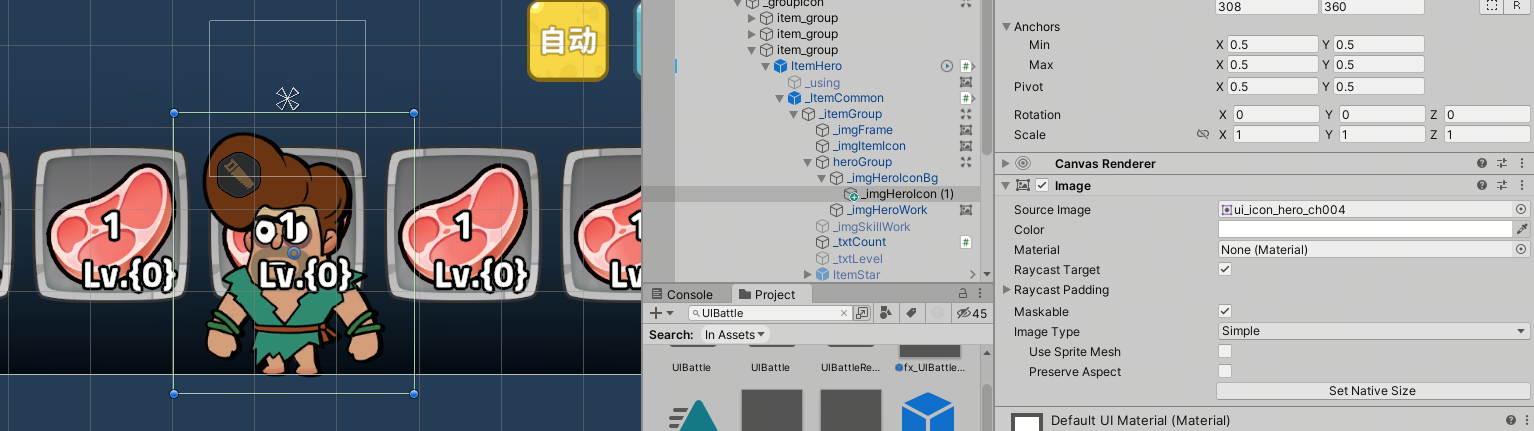 自动
1
1
1
Lv.{0}
Lv.{0}
Lv.{0}
_groupIcon
item_group
item_group
item_group
ItemHero
_using
_ItemCommon
_itemGroup
_imgFrame
_imgItemIcon
heroGroup
_imgHeroIconBg
_imgHeroIcon (1)
_imgHeroWork
_imgSkillWork
_txtCount
_txtLevel
ItemStar
Console
Project
UIBattle
45
Search:
In Assets
UIBattle
UIBattle
UIBattleRe...
fx_UIBattle...
308
360
R
Anchors
Min X 0.5 Y 0.5
Max X 0.5 Y 0.5
Pivot X 0.5 Y 0.5
Rotation X 0 Y 0 Z 0
Scale X 1 Y 1 Z 1
Canvas Renderer
Image
Source Image ui_icon_hero_ch004
Color
Material None (Material)
Raycast Target
Raycast Padding
Maskable
Image Type Simple
Use Sprite Mesh
Preserve Aspect
Set Native Size
Default UI Material (Material)